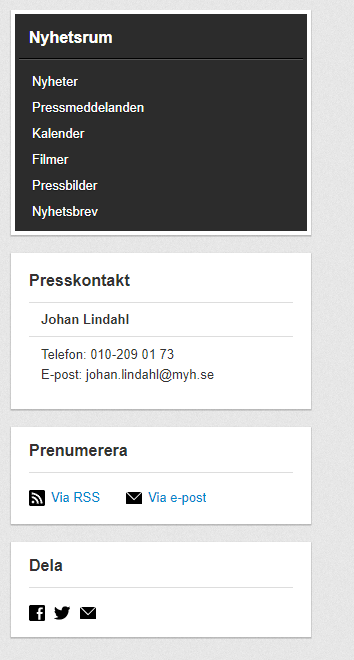 Nyhetsrum
Nyheter
Pressmeddelanden
Kalender
Filmer
Pressbilder
Nyhetsbrev
Presskontakt
Johan Lindahl
Telefon: 010-209 01 73
E-post: johan.lindahl@myh.se
Prenumerera
Via RSS Via e-post
Dela